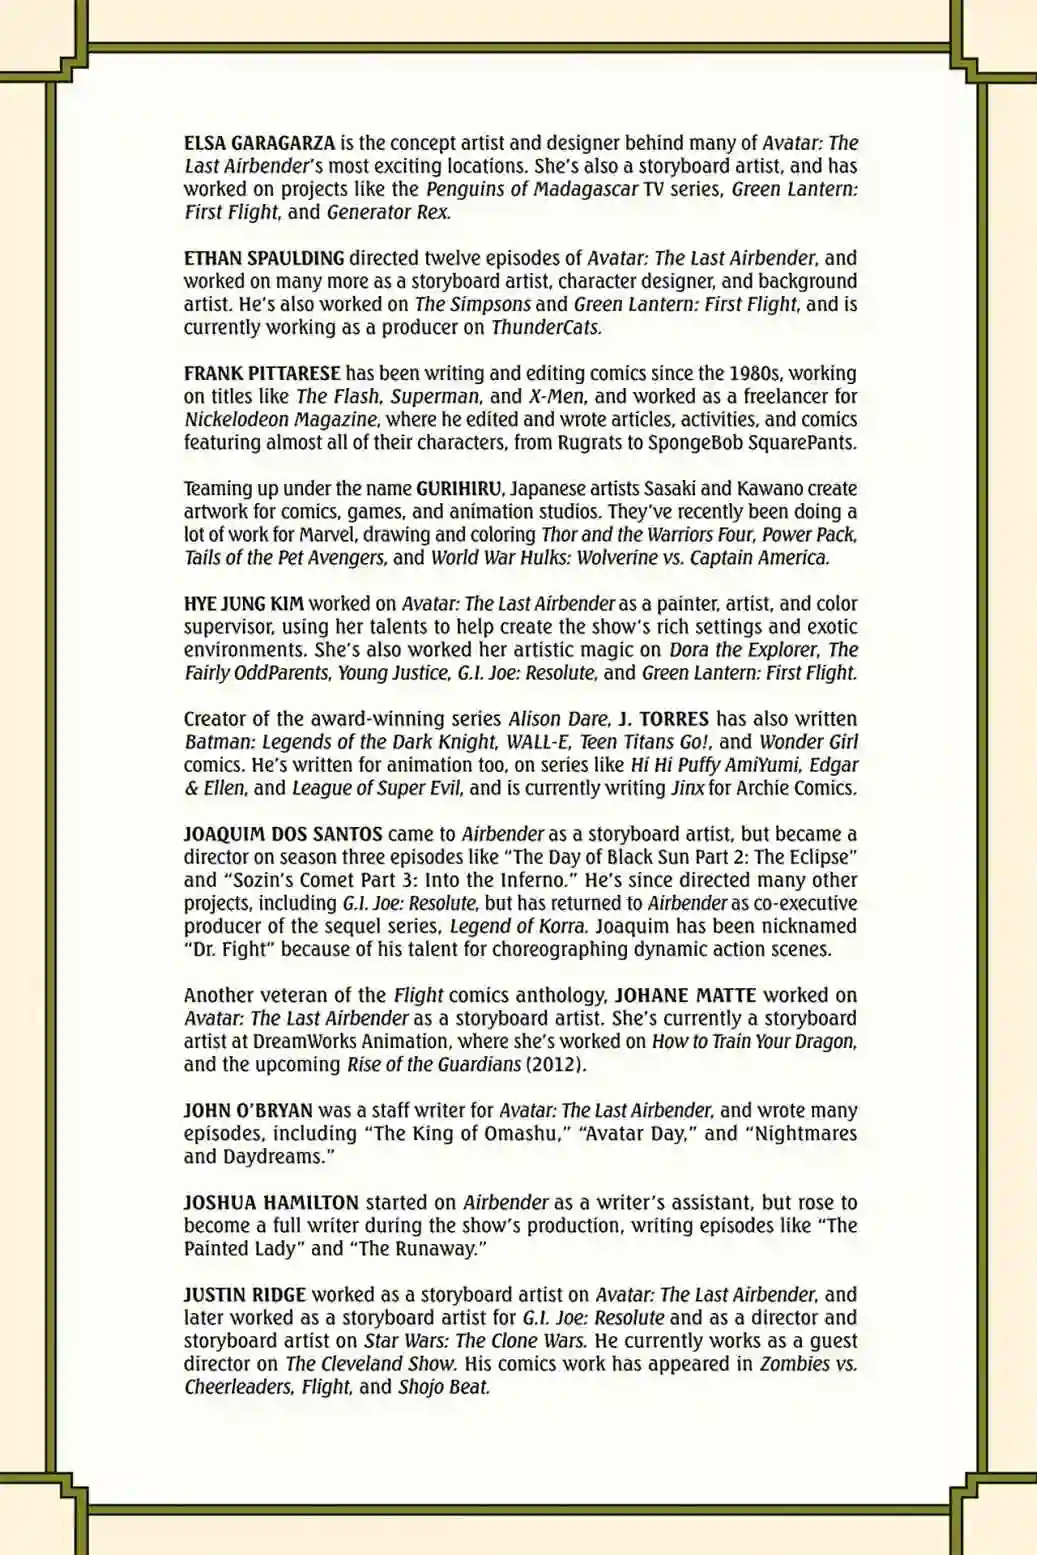 ELSA GARAGARZA is the concept artist and designer behind many of Avatar: The
Last Airbender's most exciting locations. She's also a storyboard artist, and has
worked on projects like the Penguins of Madagascar TV series, Green Lantern:
First Flight, and Generator Rex.
ETHAN SPAULDING directed twelve episodes of Avatar: The Last Airbender, and
worked on many more as a storyboard artist, character designer, and background
artist. He's also worked on The Simpsons and Green Lantern: First Flight, and is
currently working as a producer on ThunderCats.
FRANK PITTARESE has been writing and editing comics since the 1980s, working
on titles like The Flash, Superman, and X-Men, and worked as a freelancer for
Nickelodeon Magazine, where he edited and wrote articles, activities, and comics
featuring almost all of their characters, from Rugrats to SpongeBob SquarePants.
Teaming up under the name GURIHIRU, Japanese artists Sasaki and Kawano create
artwork for comics, games, and animation studios. They've recently been doing a
lot of work for Marvel, drawing and coloring Thor and the Warriors Four, Power Pack,
Tails of the Pet Avengers, and World War Hulks: Wolverine vs. Captain America.
HYE JUNG KIM worked on Avatar: The Last Airbender as a painter, artist, and color
supervisor, using her talents to help create the show's rich settings and exotic
environments. She's also worked her artistic magic on Dora the Explorer, The
Fairly OddParents, Young Justice, G.I. Joe: Resolute, and Green Lantern: First Flight.
Creator of the award-winning series Alison Dare, J. TORRES has also written
Batman: Legends of the Dark Knight, WALL-E, Teen Titans Go!, and Wonder Girl
comics. He's written for animation too, on series like Hi Hi Puffy AmiYumi, Edgar
& Ellen, and League of Super Evil, and is currently writing Jinx for Archie Comics.
JOAQUIM DOS SANTOS came to Airbender as a storyboard artist, but became a
director on season three episodes like "The Day of Black Sun Part 2: The Eclipse"
and "Sozin's Comet Part 3: Into the Inferno." He's since directed many other
projects, including G.I. Joe: Resolute, but has returned to Airbender as co-executive
producer of the sequel series, Legend of Korra. Joaquim has been nicknamed
"Dr. Fight" because of his talent for choreographing dynamic action scenes.
Another veteran of the Flight comics anthology, JOHANE MATTE worked on
Avatar: The Last Airbender as a storyboard artist. She's currently a storyboard
artist at DreamWorks Animation, where she's worked on How to Train Your Dragon,
and the upcoming Rise of the Guardians (2012).
JOHN O'BRYAN was a staff writer for Avatar: The Last Airbender, and wrote many
episodes, including "The King of Omashu," "Avatar Day," and "Nightmares
and Daydreams."
JOSHUA HAMILTON started on Airbender as a writer's assistant, but rose to
become a full writer during the show's production, writing episodes like "The
Painted Lady" and "The Runaway."
JUSTIN RIDGE worked as a storyboard artist on Avatar: The Last Airbender, and
later worked as a storyboard artist for G.I. Joe: Resolute and as a director and
storyboard artist on Star Wars: The Clone Wars. He currently works as a guest
director on The Cleveland Show. His comics work has appeared in Zombies vs.
Cheerleaders, Flight, and Shojo Beat.